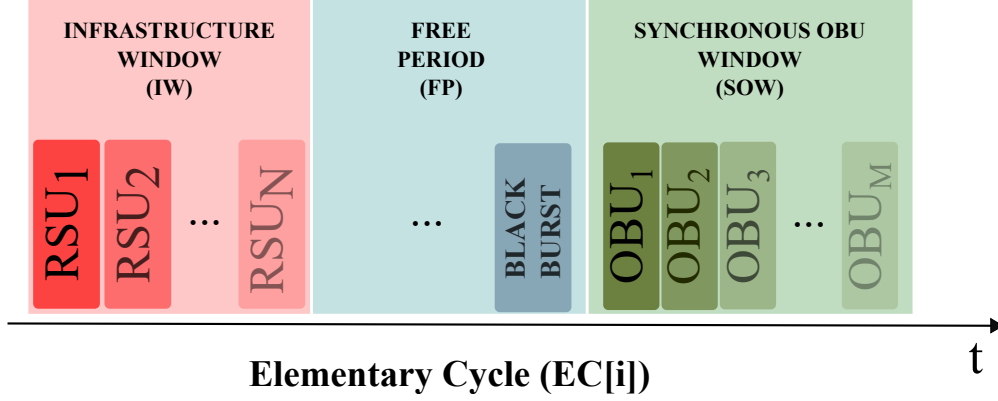 INFRASTRUCTURE
WINDOW
(IW)
FREE
PERIOD
(FP)
SYNCHRONOUS OBU
WINDOW
(SOW)
RSU1
RSU2
...
RSUN
...
BLACK
BURST
OBU1
OBU2
OBU3
...
OBUM
t
Elementary Cycle (EC[i])